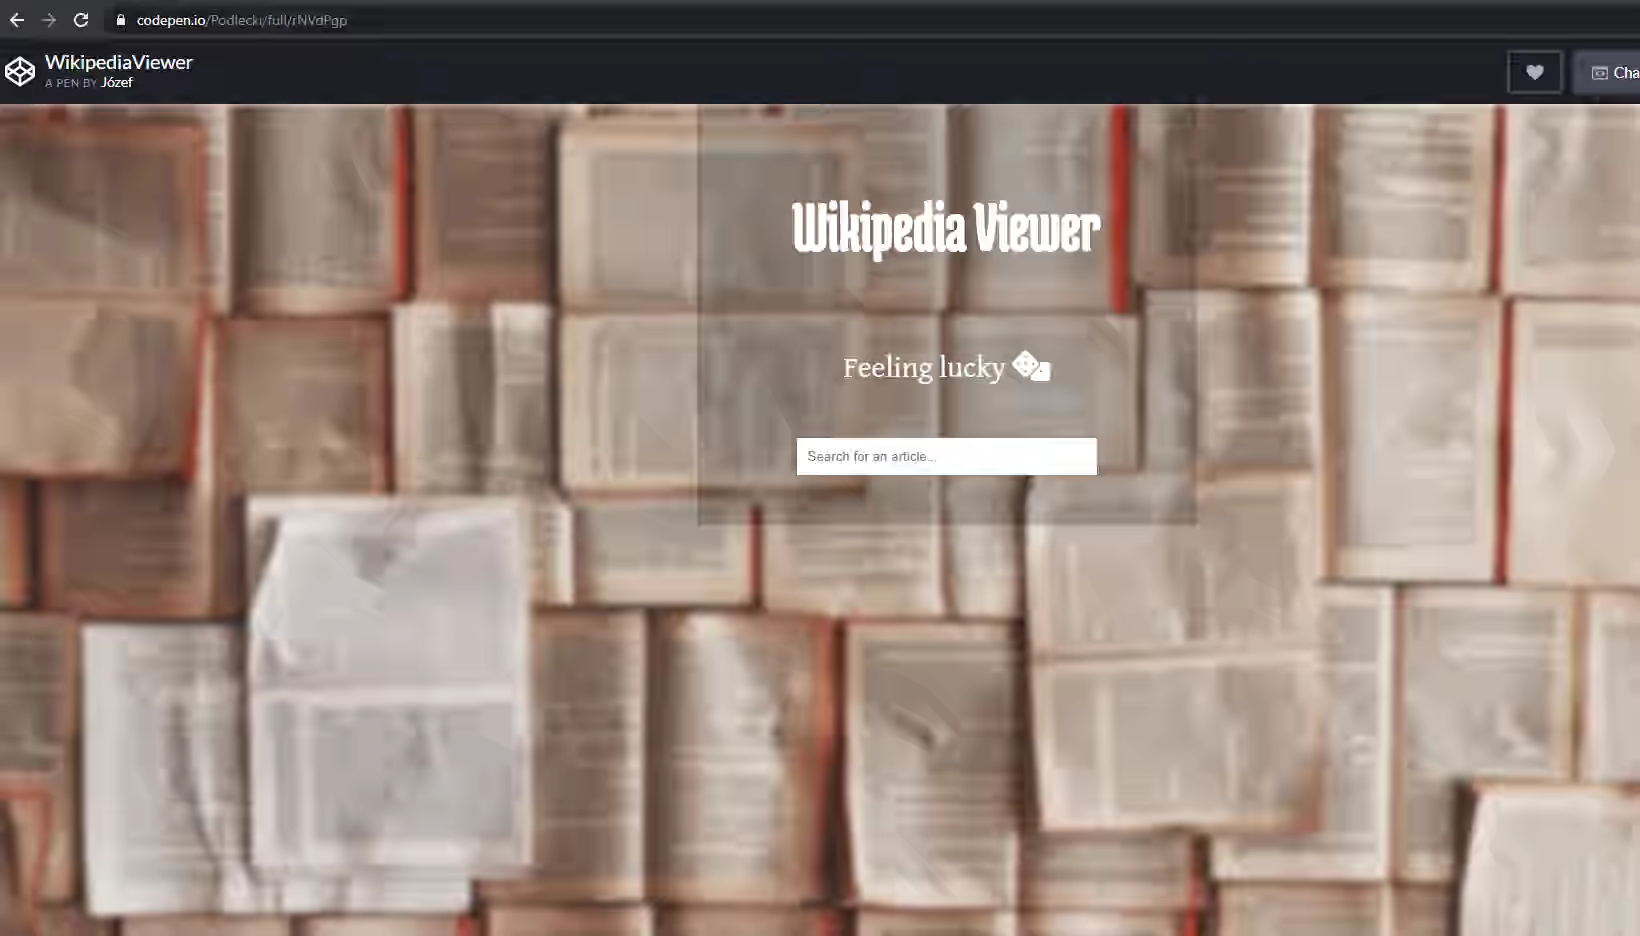 codepen.io/Podlecki/full/rNVdPgp
WikipediaViewer
A PEN BY Józef
Cha
Wikipedia Viewer
Feeling lucky
Search for an article...